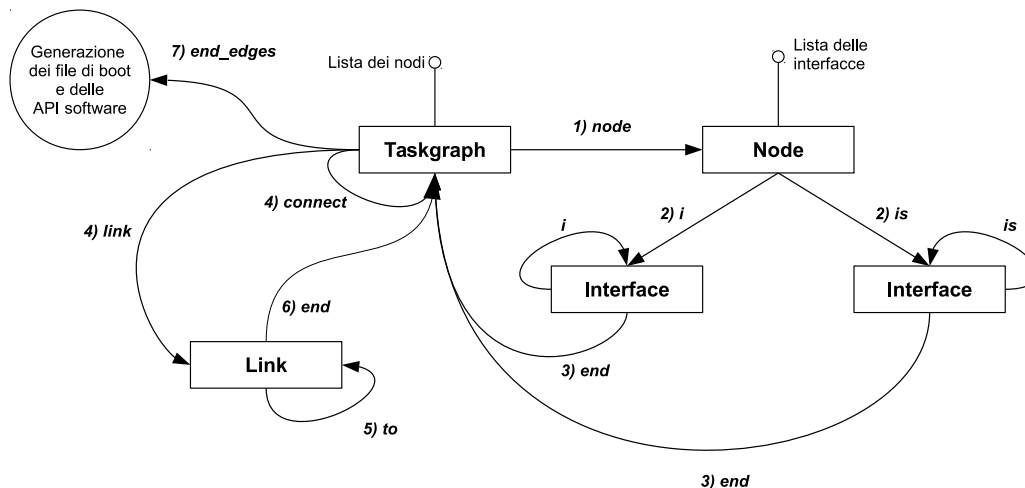 Generazione
dei file di boot
e delle
API software
7) end_edges
Lista dei nodi
Lista delle
interfacce
Taskgraph
1) node
Node
4) connect
4) link
2) i
2) is
i
is
Interface
Interface
6) end
3) end
Link
5) to
3) end